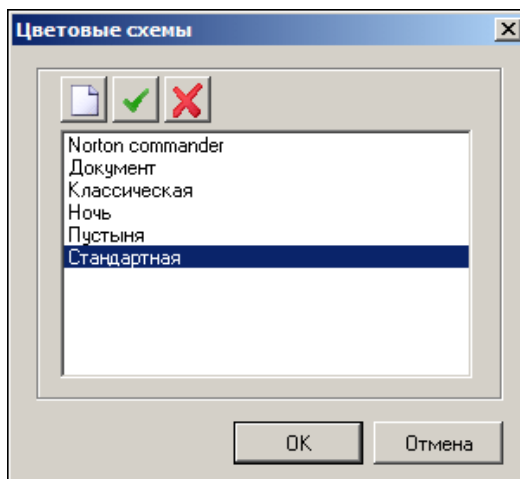 Цветовые схемы
Norton commander
Документ
Классическая
Ночь
Пустыня
Стандартная
OK
Отмена